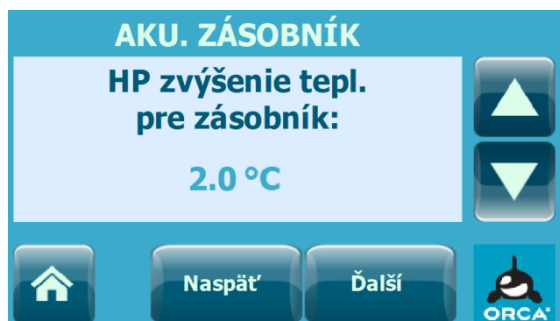 AKU. ZÁSOBNÍK
HP zvýšenie tepl.
pre zásobník:
2.0 °C
Naspäť
Ďalší
ORCA